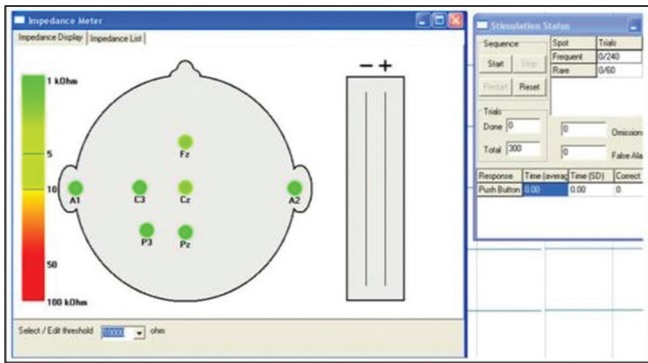 Impedance Meter
Impedance Display Impedance List
1 kOhm
5
10
50
100 kOhm
Fz
A1 C3 Cz A2
P3 Pz
- +
Select / Edit threshold 10000 ohm
Stimulation Status
Sequence
Start Stop
Restart Reset
Spot Trials
Frequent 0/240
Rare 0/60
Trials
Done 0
Total 300
0 Omission
0 False Ala
Response Time (averag Time (SD) Correct
Push Button 0.00 0.00 0